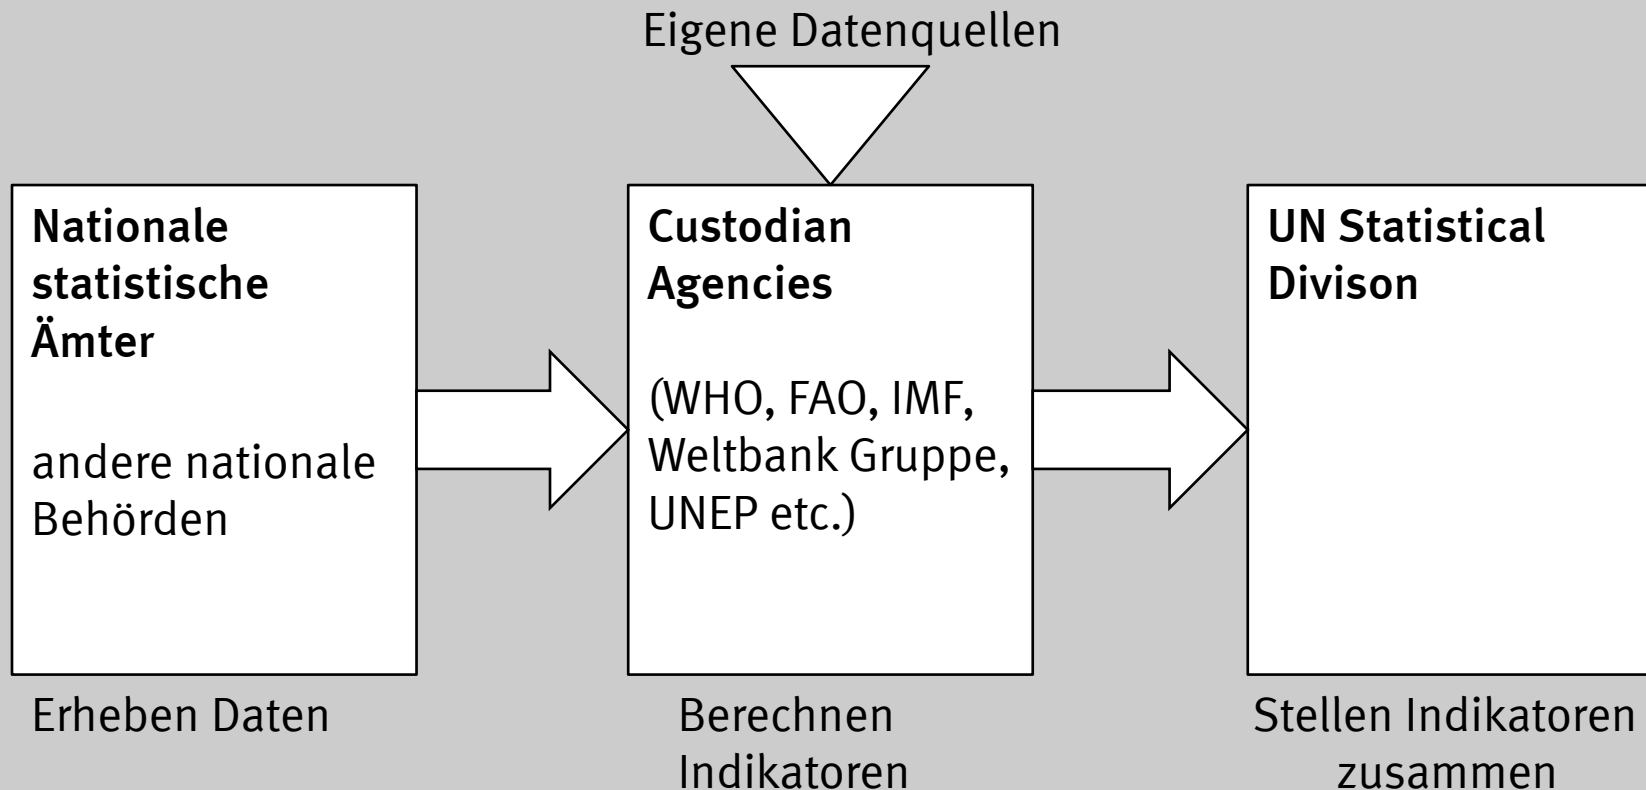 Eigene Datenquellen
Nationale
statistische
Ämter
andere nationale
Behörden
Erheben Daten
Custodian
Agencies
(WHO, FAO, IMF,
Weltbank Gruppe,
UNEP etc.)
Berechnen
Indikatoren
UN Statistical
Divison
Stellen Indikatoren
zusammen